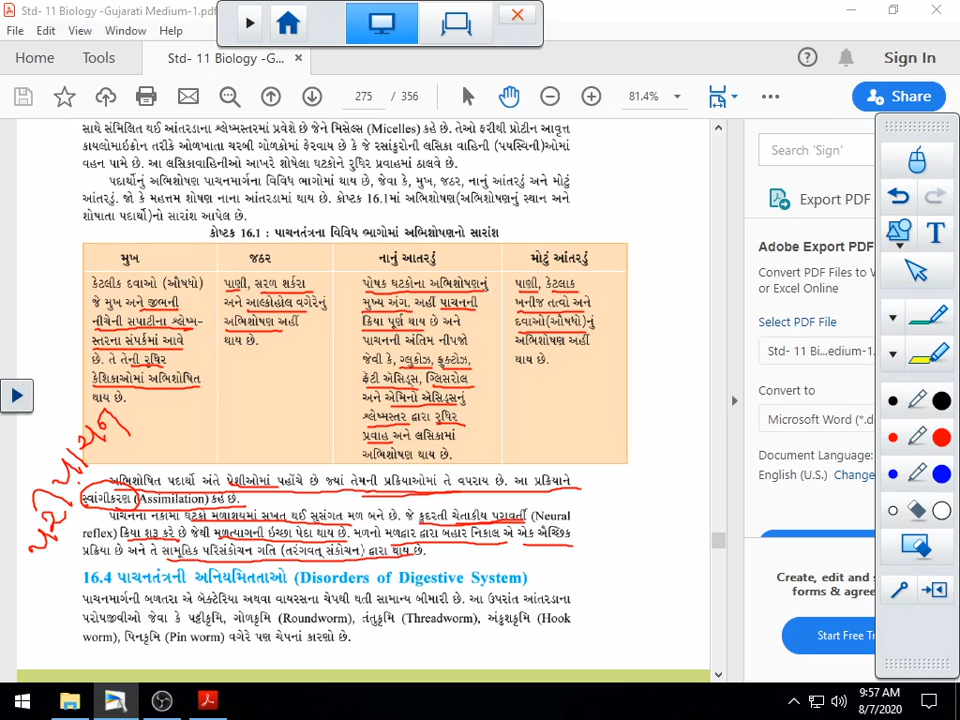 Std- 11 Biology -Gujarati Medium-1.pdf
File Edit View Window Help
Home Tools Std- 11 Biology -G... × Sign In
275 / 356 81.4% Share
સાથે સંમિલિત થઈ આંતરડાના શ્લેષ્મસ્તરમાં પ્રવેશે છે જેને મિસેલ્સ (Micelles) કહે છે. તેઓ ફરીથી પ્રોટીન આવૃત્ત
કાયલોમાઇક્રોન તરીકે ઓળખાતા ચરબી ગોળકોમાં ફેરવાય છે કે જે રસાંકુરોની લસિકા વાહિની (પયસ્વિની)ઓમાં
વહન પામે છે. આ લસિકાવાહિનીઓ આખરે શોષેલા ઘટકોને રુધિર પ્રવાહમાં ઠાલવે છે.
પદાર્થોનું અભિશોષણ પાચનમાર્ગના વિવિધ ભાગોમાં થાય છે, જેવા કે, મુખ, જઠર, નાનું આંતરડું અને મોટું
આંતરડું. જો કે મહત્તમ શોષણ નાના આંતરડામાં થાય છે. કોષ્ટક 16.1માં અભિશોષણ(અભિશોષણનું સ્થાન અને
શોષાતા પદાર્થો)નો સારાંશ આપેલ છે.
કોષ્ટક 16.1 : પાચનતંત્રના વિવિધ ભાગોમાં અભિશોષણનો સારાંશ
મુખ જઠર નાનું આતરડું મોટું આંતરડું
કેટલીક દવાઓ (ઔષધો)
જે મુખ અને જીભની
નીચેની સપાટીના શ્લેષ્મ-
સ્તરના સંપર્કમાં આવે
છે. તે તેની રુધિર
કેશિકાઓમાં અભિશોષિત
થાય છે.
પાણી, સરળ શર્કરા
અને આલ્કોહોલ વગેરેનું
અભિશોષણ અહીં
થાય છે.
પોષક ઘટકોના અભિશોષણનું
મુખ્ય અંગ. અહીં પાચનની
ક્રિયા પૂર્ણ થાય છે અને
પાચનની અંતિમ નીપજો
જેવી કે, ગ્લુકોઝ, ફ્રુક્ટોઝ,
ફૅટી ઍસિડ્સ, ગ્લિસરોલ
અને એમિનો ઍસિડ્સનું
શ્લેષ્મસ્તર દ્વારા રુધિર
પ્રવાહ અને લસિકામાં
અભિશોષણ થાય છે.
પાણી, કેટલાક
ખનીજ તત્વો અને
દવાઓ(ઔષધો)નું
અભિશોષણ અહીં
થાય છે.
અભિશોષિત પદાર્થો અંતે પેશીઓમાં પહોંચે છે જ્યાં તેમની પ્રક્રિયાઓમાં તે વપરાય છે. આ પ્રક્રિયાને
સ્વાંગીકરણ (Assimilation) કહે છે.
પાચનના નકામા ઘટકો મળાશયમાં સખત થઈ સુસંગત મળ બને છે. જે કુદરતી ચેતાકીય પરાવર્તી (Neural
reflex) ક્રિયા શરૂ કરે છે જેથી મળત્યાગની ઇચ્છા પેદા થાય છે. મળનો મળદ્વાર દ્વારા બહાર નિકાલ એ એક ઐચ્છિક
પ્રક્રિયા છે અને તે સામૂહિક પરિસંકોચન ગતિ (તરંગવત્ સંકોચન) દ્વારા થાય છે.
16.4 પાચનતંત્રની અનિયમિતતાઓ (Disorders of Digestive System)
પાચનમાર્ગની બળતરા એ બૅક્ટેરિયા અથવા વાયરસના ચેપથી થતી સામાન્ય બીમારી છે. આ ઉપરાંત આંતરડાના
પરોપજીવીઓ જેવા કે પટ્ટીકૃમિ, ગોળકૃમિ (Roundworm), તંતુકૃમિ (Threadworm), અંકુશકૃમિ (Hook
worm), પિનકૃમિ (Pin worm) વગેરે પણ ચેપનાં કારણો છે.
Search 'Sign'
Export PDF
Adobe Export PDF
Convert PDF Files to W
or Excel Online
Select PDF File
Std- 11...edium-1.
Convert to
Microsoft Word (*.d
Document Language:
English (U.S.) Change
Create, edit and
forms & agree
Start Free T
T
9:57 AM
8/7/2020